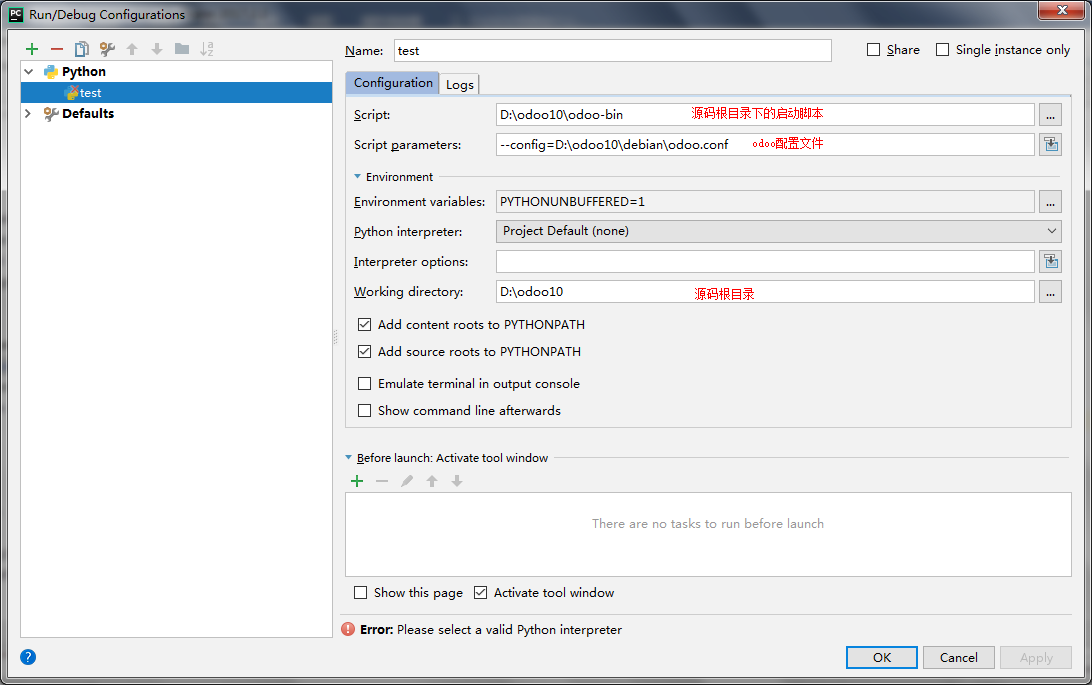 Run/Debug Configurations
Python
test
Defaults
Name: test
Share
Single instance only
Configuration
Logs
Script: D:\odoo10\odoo-bin 源码根目录下的启动脚本 ...
Script parameters: --config=D:\odoo10\debian\odoo.conf odoo配置文件
Environment
Environment variables: PYTHONUNBUFFERED=1 ...
Python interpreter: Project Default (none)
Interpreter options:
Working directory: D:\odoo10 源码根目录 ...
Add content roots to PYTHONPATH
Add source roots to PYTHONPATH
Emulate terminal in output console
Show command line afterwards
Before launch: Activate tool window
There are no tasks to run before launch
Show this page
Activate tool window
Error: Please select a valid Python interpreter
OK
Cancel
Apply